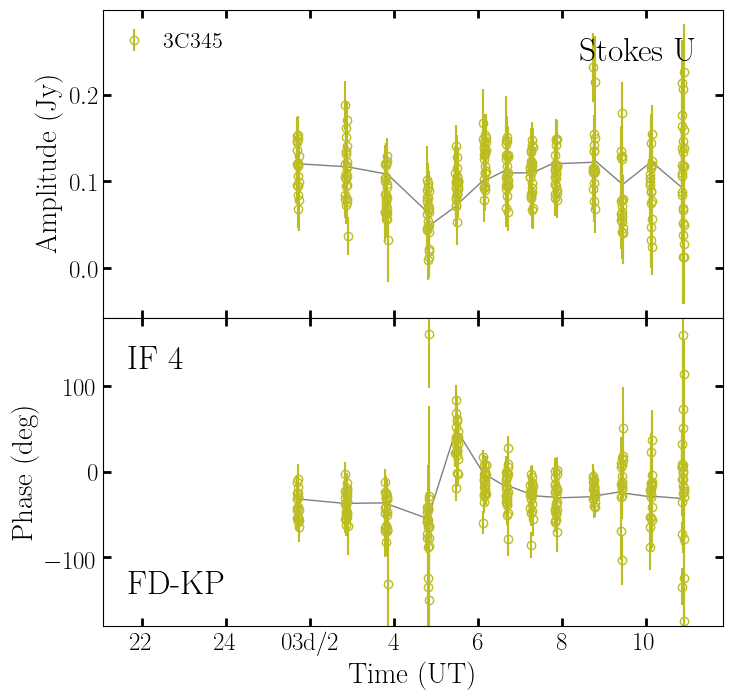 3C345
Stokes U
Amplitude (Jy)
0.2
0.1
0.0
IF 4
Phase (deg)
100
0
−100
FD-KP
22 24 03d/2 4 6 8 10
Time (UT)